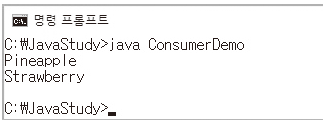 명령 프롬프트
C:₩JavaStudy>java ConsumerDemo
Pineapple
Strawberry
C:₩JavaStudy>